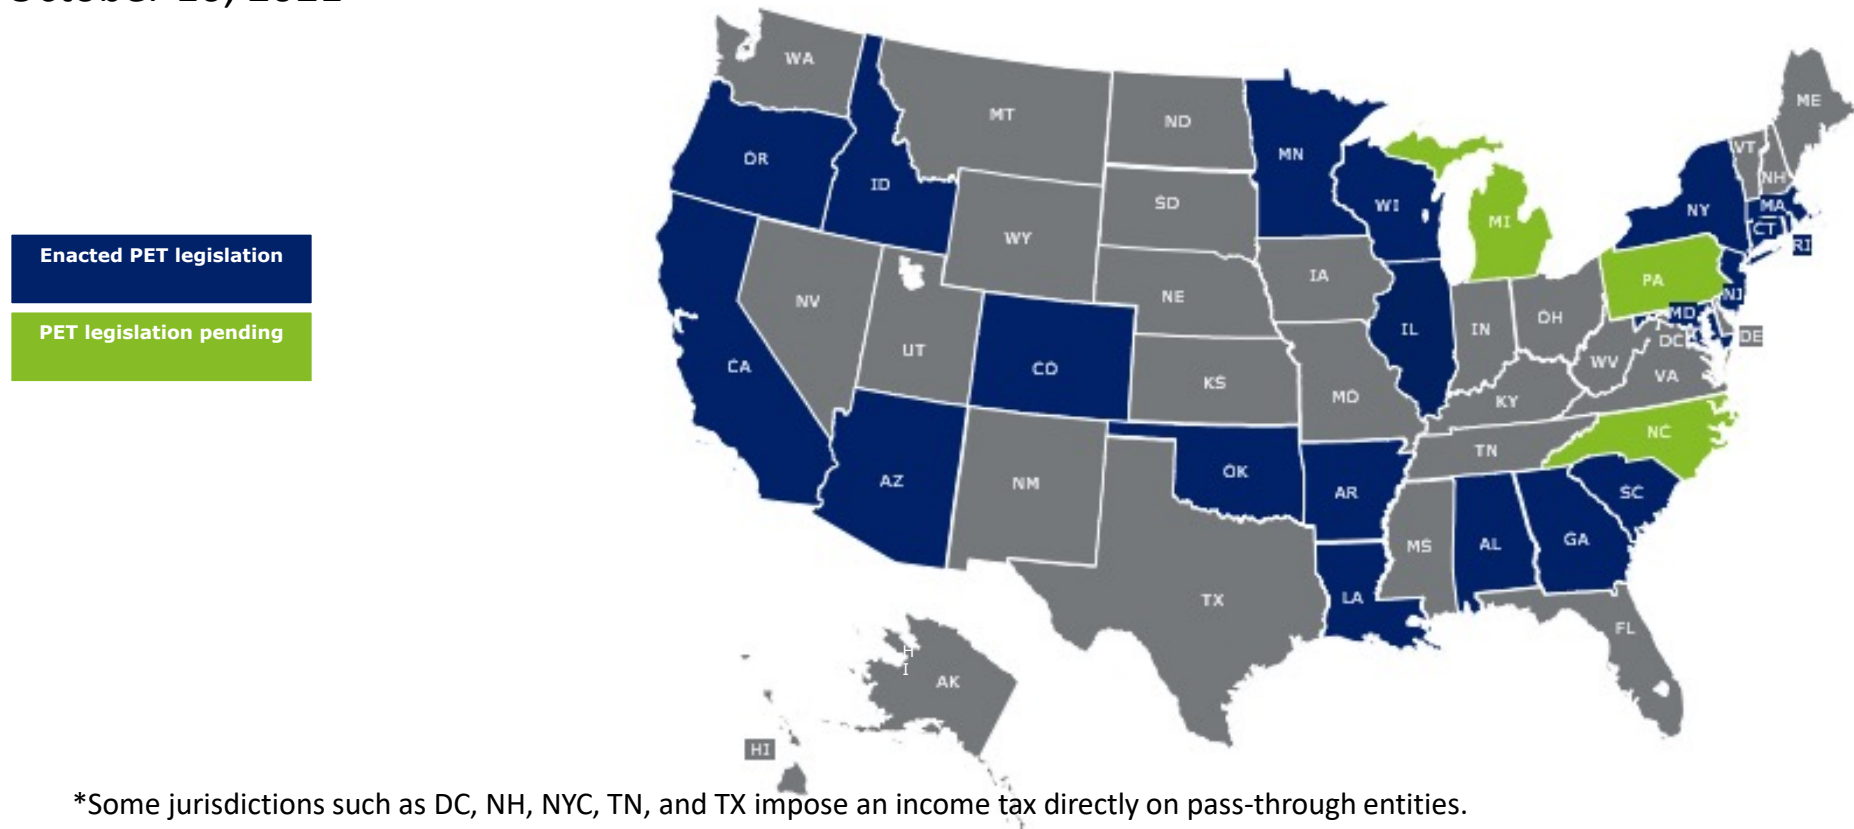 October 2021
WA
MT
ND
MN
ME
OR
ID
SD
WI
MI
NY
VT
NH
MA
CT
RI
Enacted PET legislation
PET legislation pending
WY
NV
UT
CA
CO
NE
IA
KS
MO
IL
IN
OH
PA
NJ
MD
DC
DE
WV
VA
KY
TN
NC
AZ
NM
OK
AR
SC
MS
AL
GA
LA
TX
FL
H
I
AK
HI
*Some jurisdictions such as DC, NH, NYC, TN, and TX impose an income tax directly on pass-through entities.